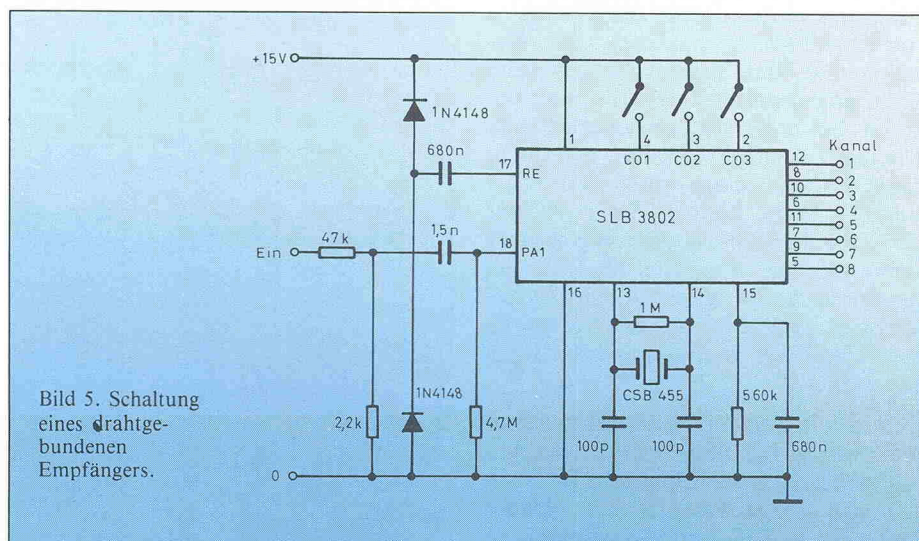 +15V
1N4148
680n
17
RE
1
4
3
2
CO1
CO2
CO3
Kanal
12
1
8
2
10
3
6
4
11
5
7
6
9
7
5
8
SLB 3802
Ein
47k
1,5n
18
PA1
16
13
14
15
1M
CSB 455
1N4148
2,2k
4,7M
100p
100p
560k
680n
0
Bild 5. Schaltung
eines drahtge-
bundenen
Empfängers.